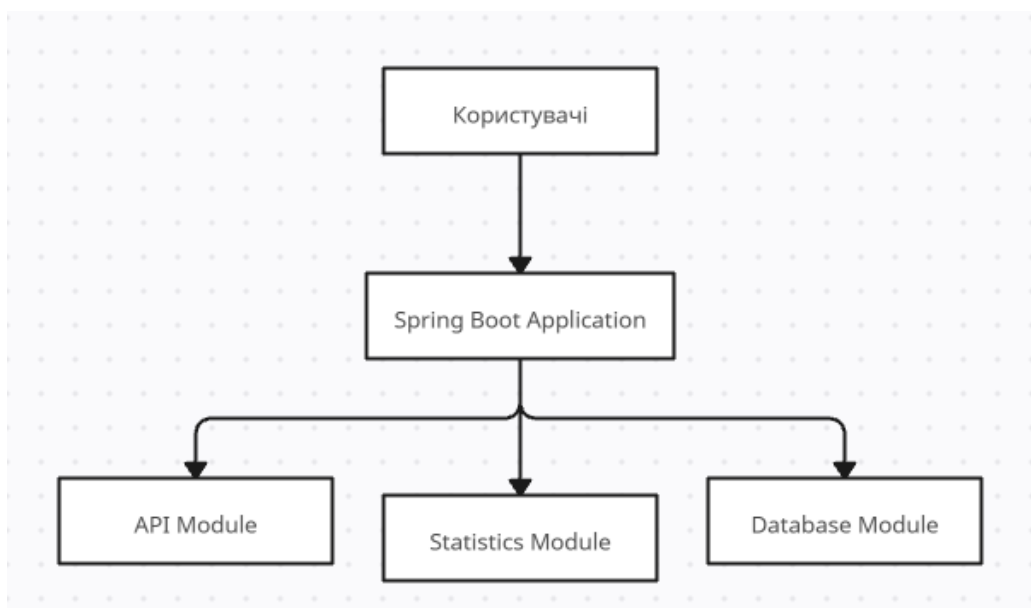 Користувачі
Spring Boot Application
API Module
Statistics Module
Database Module